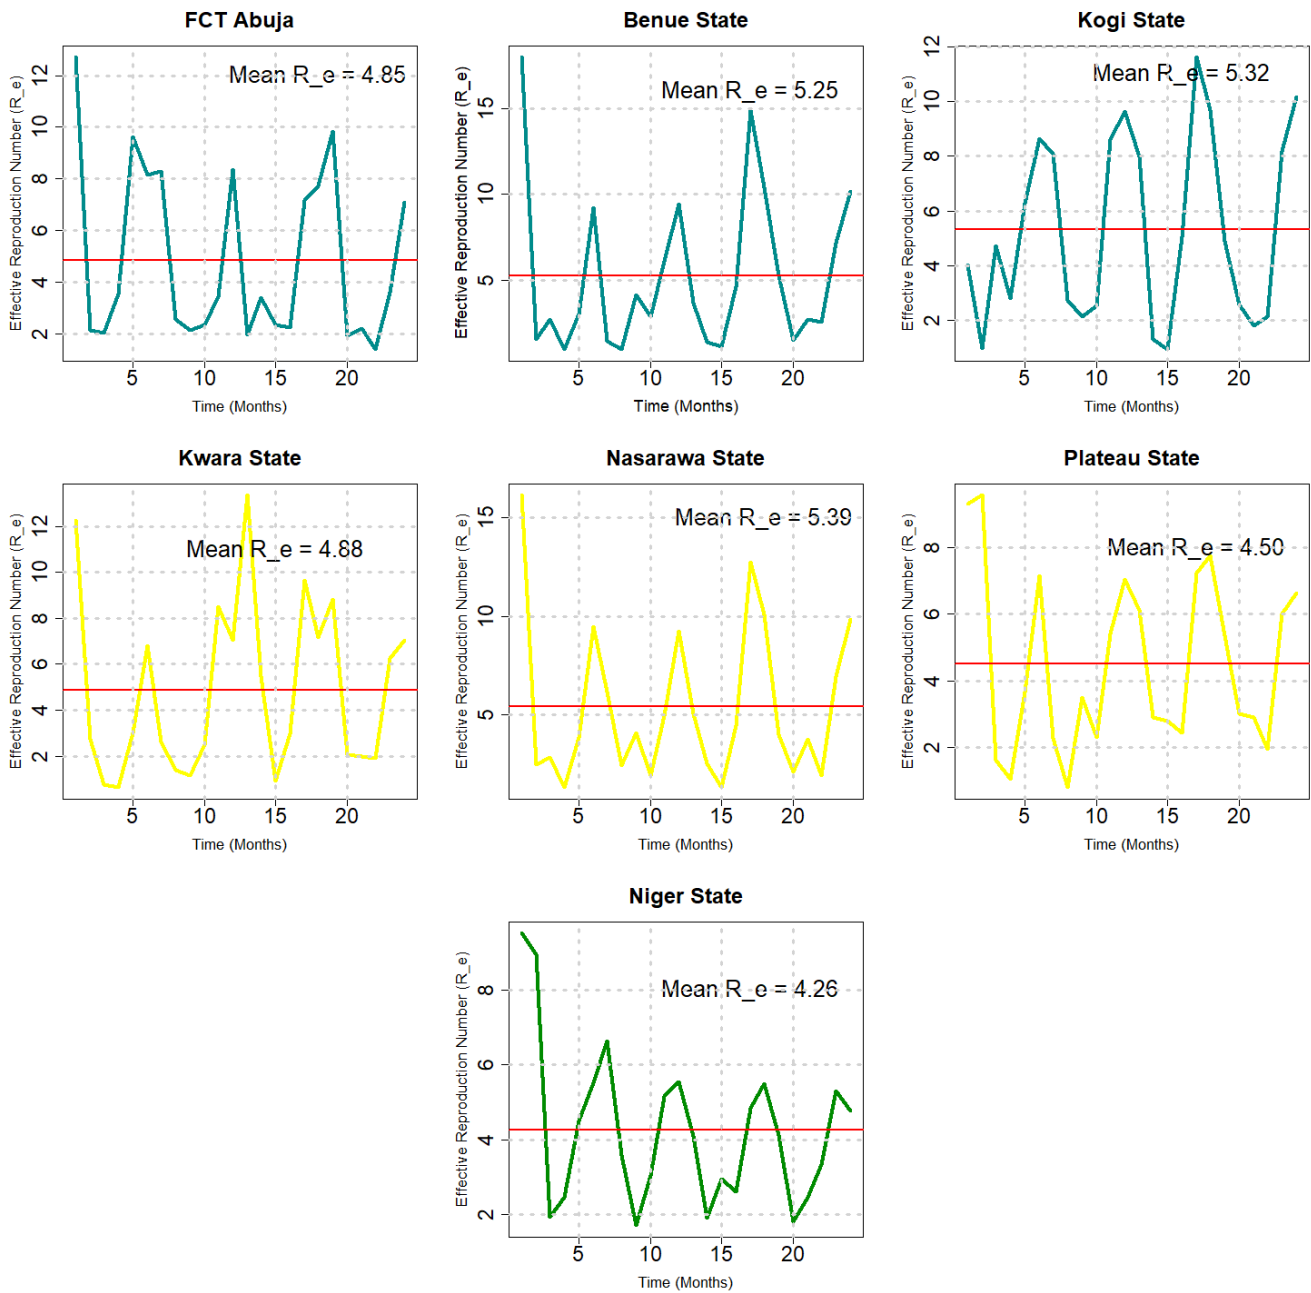 FCT Abuja
Effective Reproduction Number (R_e)
Mean R_e = 4.85
12
10
8
6
4
2
5 10 15 20
Time (Months)
Benue State
Effective Reproduction Number (R_e)
Mean R_e = 5.25
15
10
5
5 10 15 20
Time (Months)
Kogi State
Effective Reproduction Number (R_e)
Mean R_e = 5.32
12
10
8
6
4
2
5 10 15 20
Time (Months)
Kwara State
Effective Reproduction Number (R_e)
Mean R_e = 4.88
12
10
8
6
4
2
5 10 15 20
Time (Months)
Nasarawa State
Effective Reproduction Number (R_e)
Mean R_e = 5.39
15
10
5
5 10 15 20
Time (Months)
Plateau State
Effective Reproduction Number (R_e)
Mean R_e = 4.50
8
6
4
2
5 10 15 20
Time (Months)
Niger State
Effective Reproduction Number (R_e)
Mean R_e = 4.26
8
6
4
2
5 10 15 20
Time (Months)